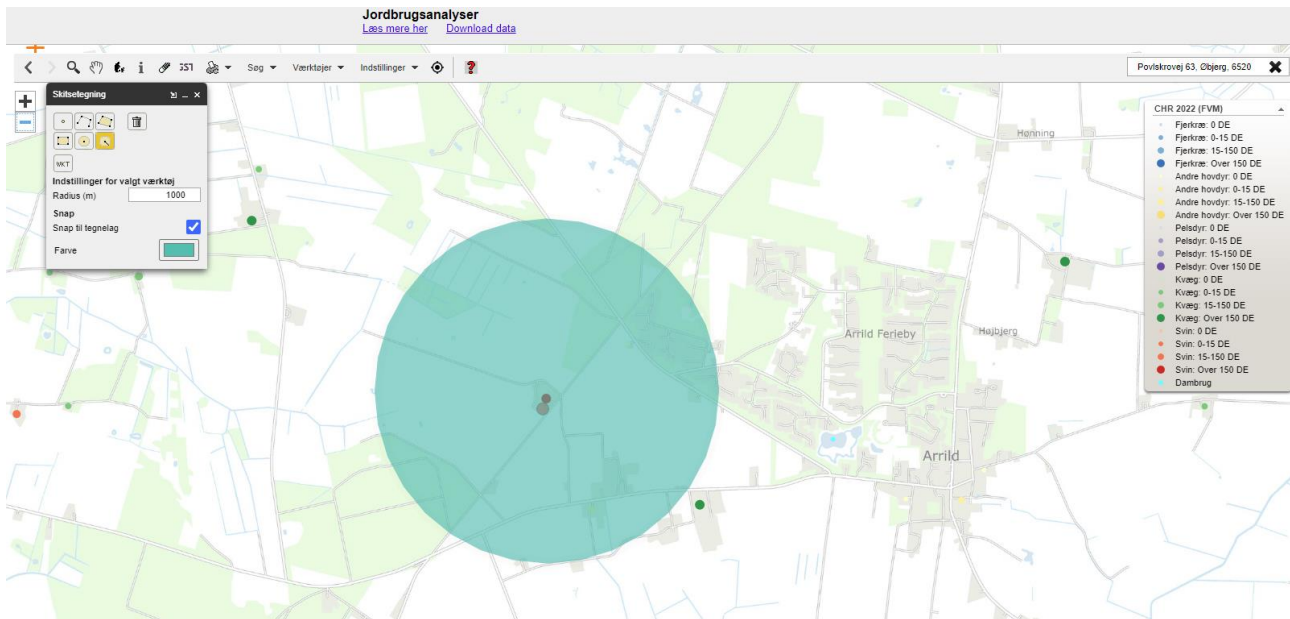 Jordbrugsanalyser
Læs mere her Download data
Søg Værktøjer Indstillinger
Povlskrovej 63, Øbjerg, 6520
Skitsetegning
WKT
Indstillinger for valgt værktøj
Radius (m) 1000
Snap
Snap til tegnelag
Farve
CHR 2022 (FVM)
Fjerkræ: 0 DE
Fjerkræ: 0-15 DE
Fjerkræ: 15-150 DE
Fjerkræ: Over 150 DE
Andre hovdyr: 0 DE
Andre hovdyr: 0-15 DE
Andre hovdyr: 15-150 DE
Andre hovdyr: Over 150 DE
Pelsdyr: 0 DE
Pelsdyr: 0-15 DE
Pelsdyr: 15-150 DE
Pelsdyr: Over 150 DE
Kvæg: 0 DE
Kvæg: 0-15 DE
Kvæg: 15-150 DE
Kvæg: Over 150 DE
Svin: 0 DE
Svin: 0-15 DE
Svin: 15-150 DE
Svin: Over 150 DE
Dambrug
Hønning
Arrild Ferieby
Højbjerg
Arrild